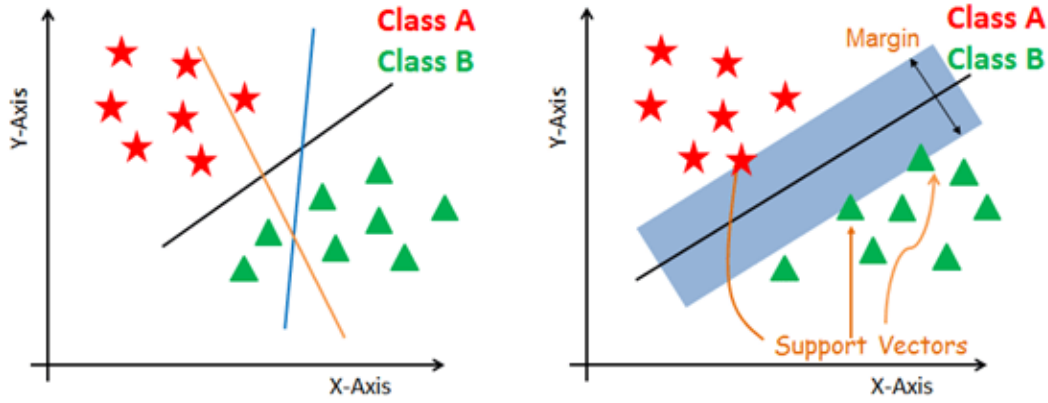 Class A
Class B
Y-Axis
X-Axis
Class A
Margin
Class B
Y-Axis
Support Vectors
X-Axis